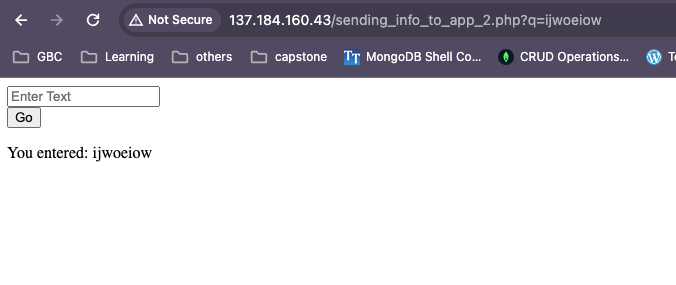 Not Secure 137.184.160.43/sending_info_to_app_2.php?q=ijwoeiow
GBC Learning others capstone TT MongoDB Shell Co... CRUD Operations... W
Enter Text
Go
You entered: ijwoeiow